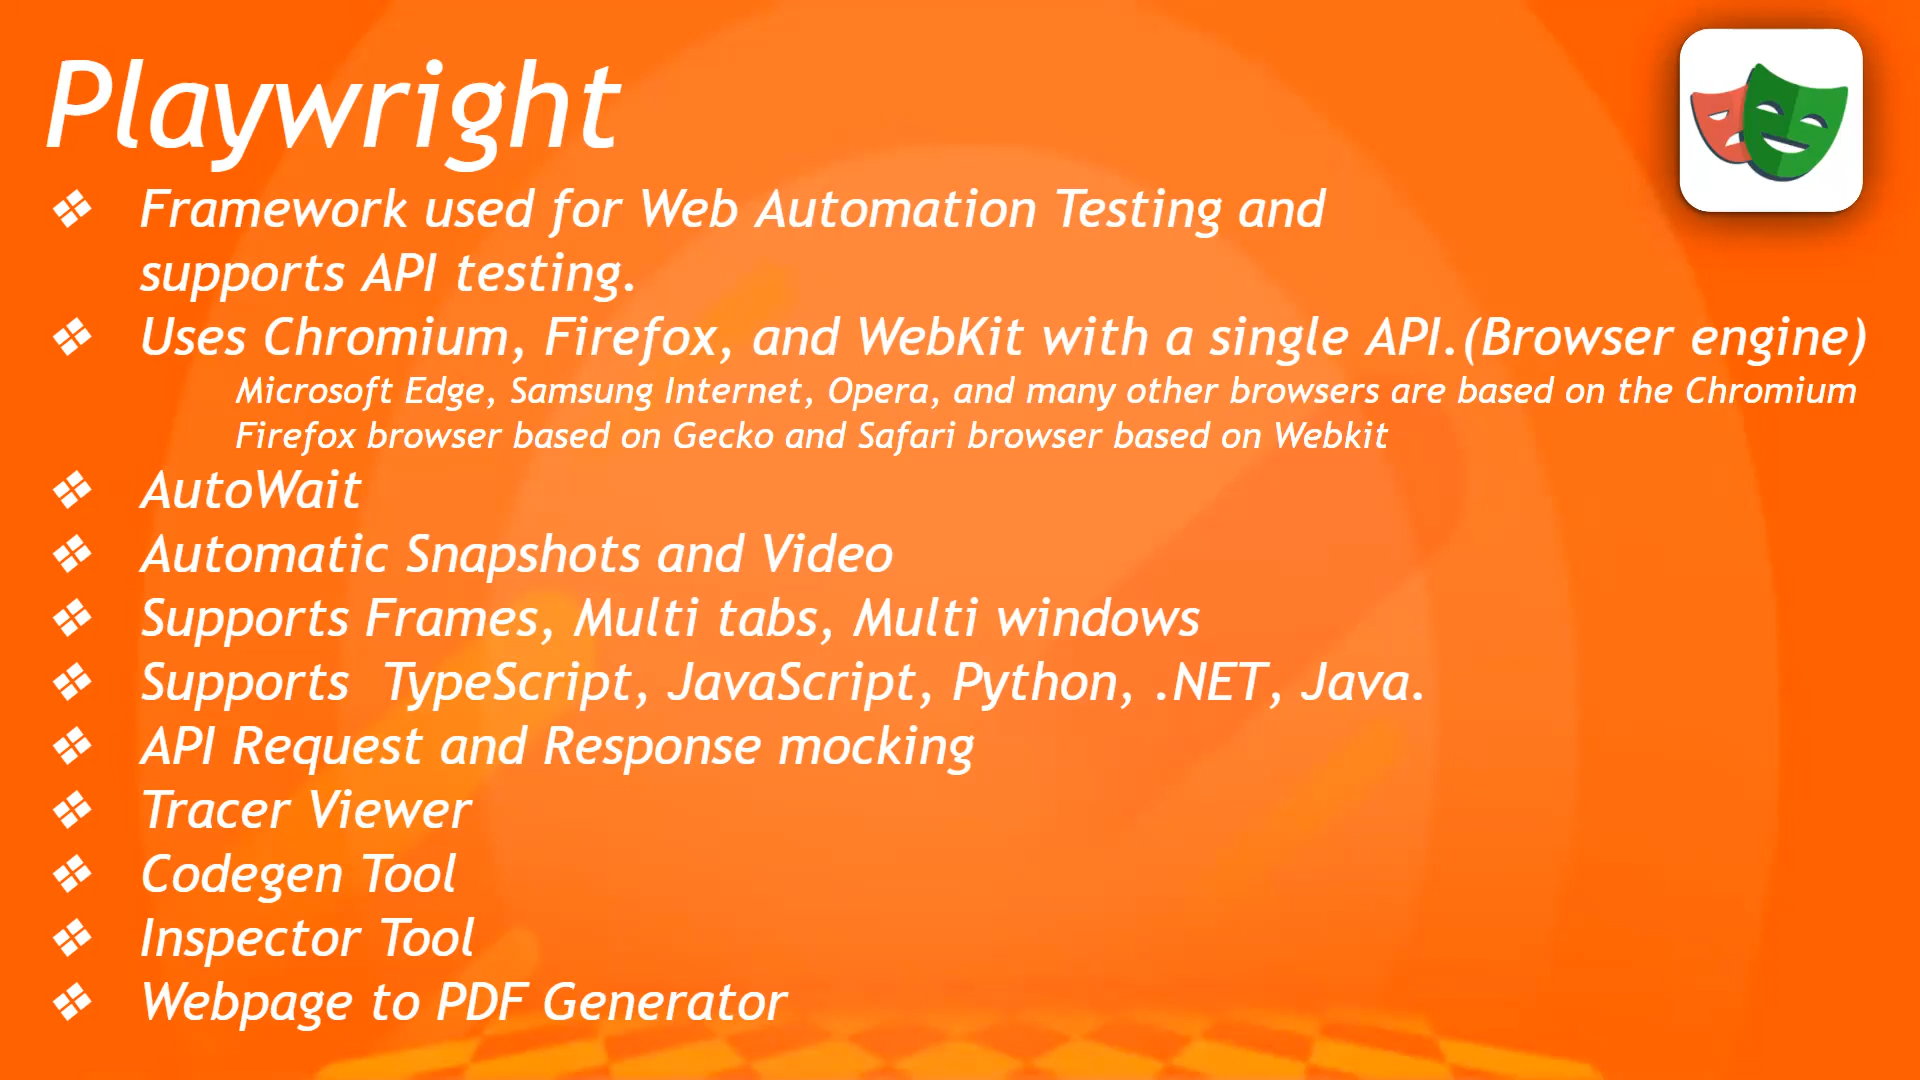 Playwright
❖ Framework used for Web Automation Testing and
supports API testing.
❖ Uses Chromium, Firefox, and WebKit with a single API.(Browser engine)
Microsoft Edge, Samsung Internet, Opera, and many other browsers are based on the Chromium
Firefox browser based on Gecko and Safari browser based on Webkit
❖ AutoWait
❖ Automatic Snapshots and Video
❖ Supports Frames, Multi tabs, Multi windows
❖ Supports  TypeScript, JavaScript, Python, .NET, Java.
❖ API Request and Response mocking
❖ Tracer Viewer
❖ Codegen Tool
❖ Inspector Tool
❖ Webpage to PDF Generator